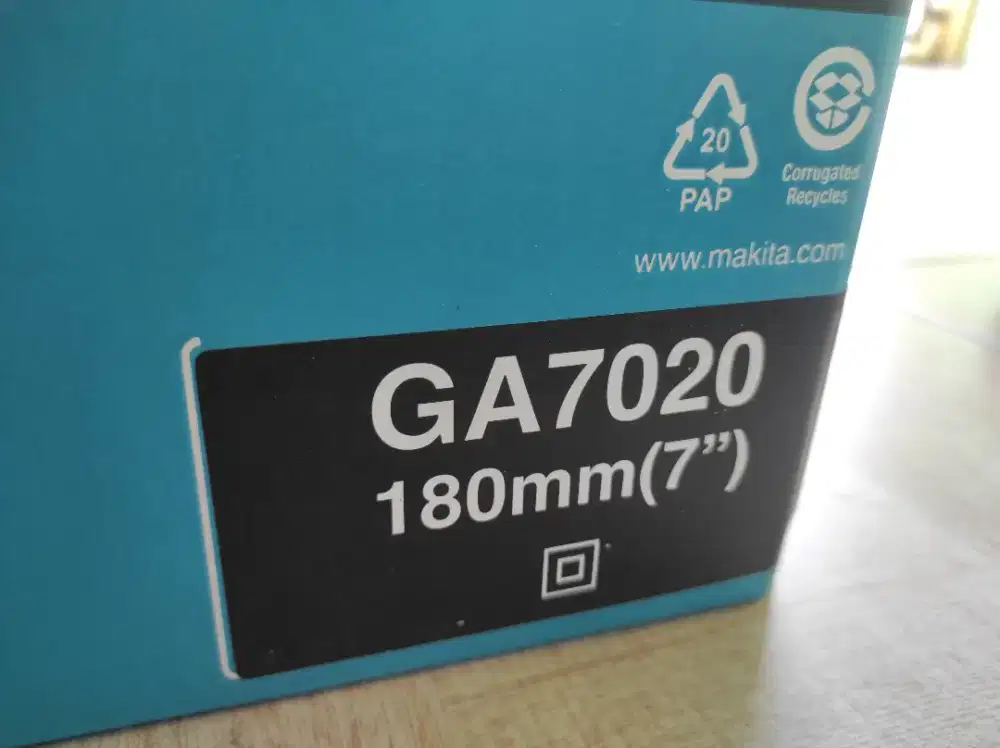 20
PAP
Corrugated
Recycles
www.makita.com
GA7020
180mm(7”)